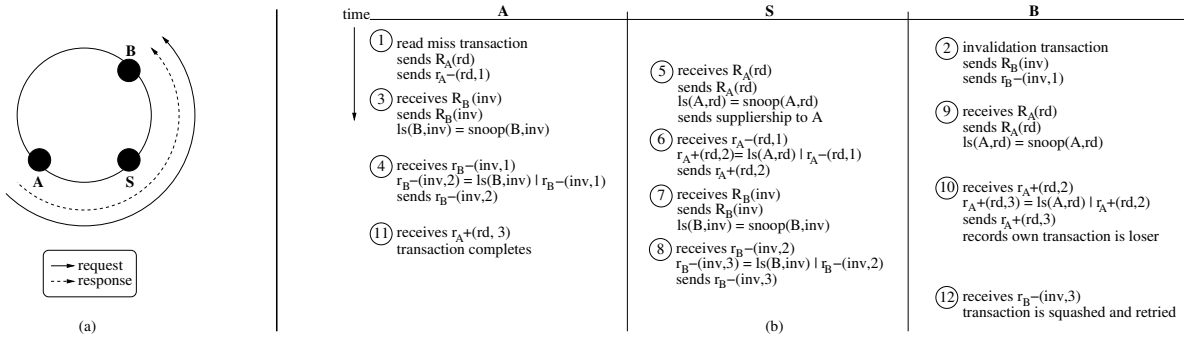 B
A
S
request
response
(a)
time
A
S
B
1
read miss transaction
sends R_A(rd)
sends r_A−(rd,1)
3
receives R_B(inv)
sends R_B(inv)
ls(B,inv) = snoop(B,inv)
4
receives r_B−(inv,1)
r_B−(inv,2) = ls(B,inv) | r_B−(inv,1)
sends r_B−(inv,2)
11
receives r_A+(rd, 3)
transaction completes
5
receives R_A(rd)
sends R_A(rd)
ls(A,rd) = snoop(A,rd)
sends suppliership to A
6
receives r_A−(rd,1)
r_A+(rd,2)= ls(A,rd) | r_A−(rd,1)
sends r_A+(rd,2)
7
receives R_B(inv)
sends R_B(inv)
ls(B,inv) = snoop(B,inv)
8
receives r_B−(inv,2)
r_B−(inv,3) = ls(B,inv) | r_B−(inv,2)
sends r_B−(inv,3)
(b)
2
invalidation transaction
sends R_B(inv)
sends r_B−(inv,1)
9
receives R_A(rd)
sends R_A(rd)
ls(A,rd) = snoop(A,rd)
10
receives r_A+(rd,2)
r_A+(rd,3) = ls(A,rd) | r_A+(rd,2)
sends r_A+(rd,3)
records own transaction is loser
12
receives r_B−(inv,3)
transaction is squashed and retried